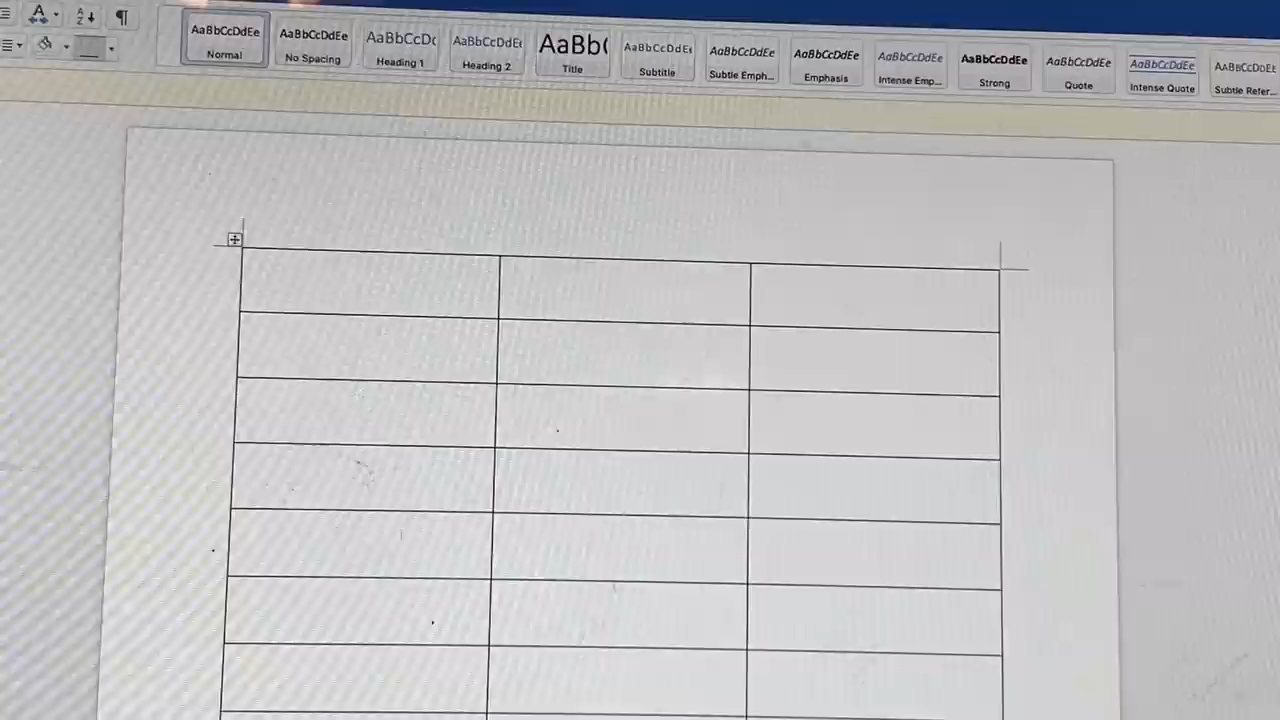 A
A Z ¶
AaBbCcDdEe AaBbCcDdEe AaBbCcDc AaBbCcDdEe AaBb( AaBbCcDdEe AaBbCcDdEe AaBbCcDdEe AaBbCcDdEe AaBbCcDdEe AaBbCcDdEe AaBbCcDdEe AaBbCcDdEe
Normal No Spacing Heading 1 Heading 2 Title Subtitle Subtle Emph... Emphasis Intense Emp... Strong Quote Intense Quote Subtle Refer...